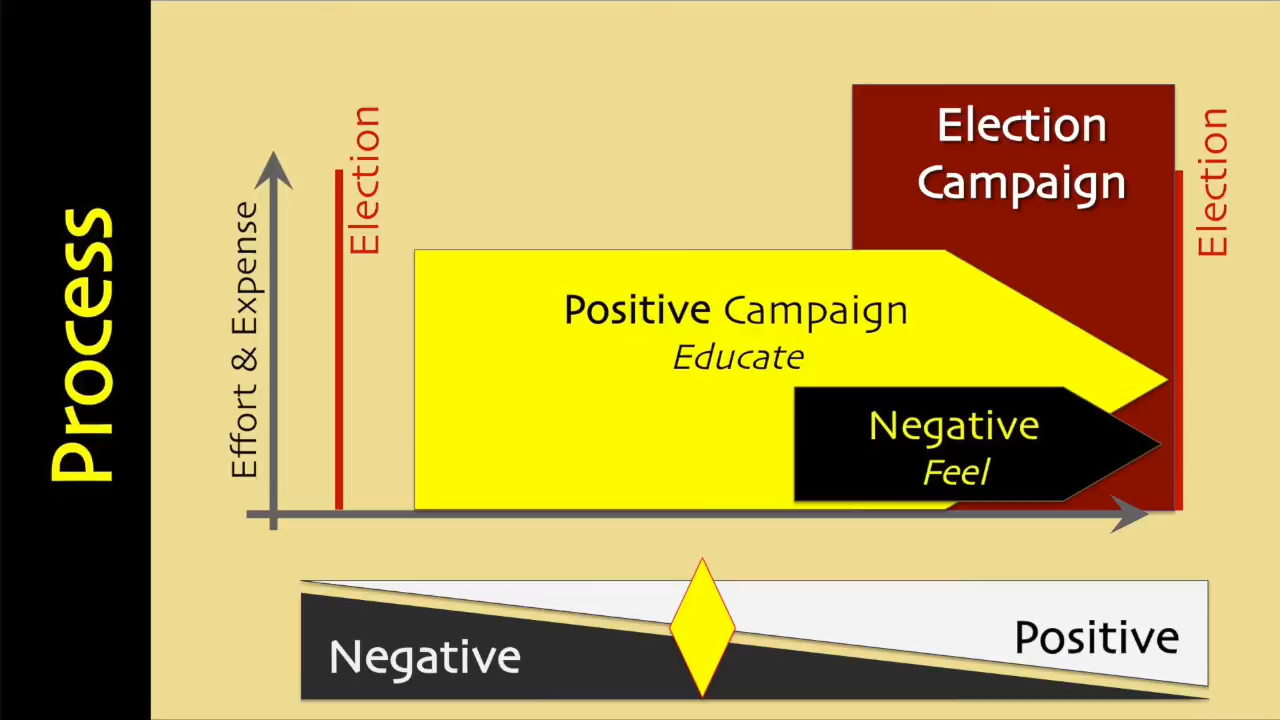 Process
Effort & Expense
Election
Election
Campaign
Election
Positive Campaign
Educate
Negative
Feel
Negative
Positive